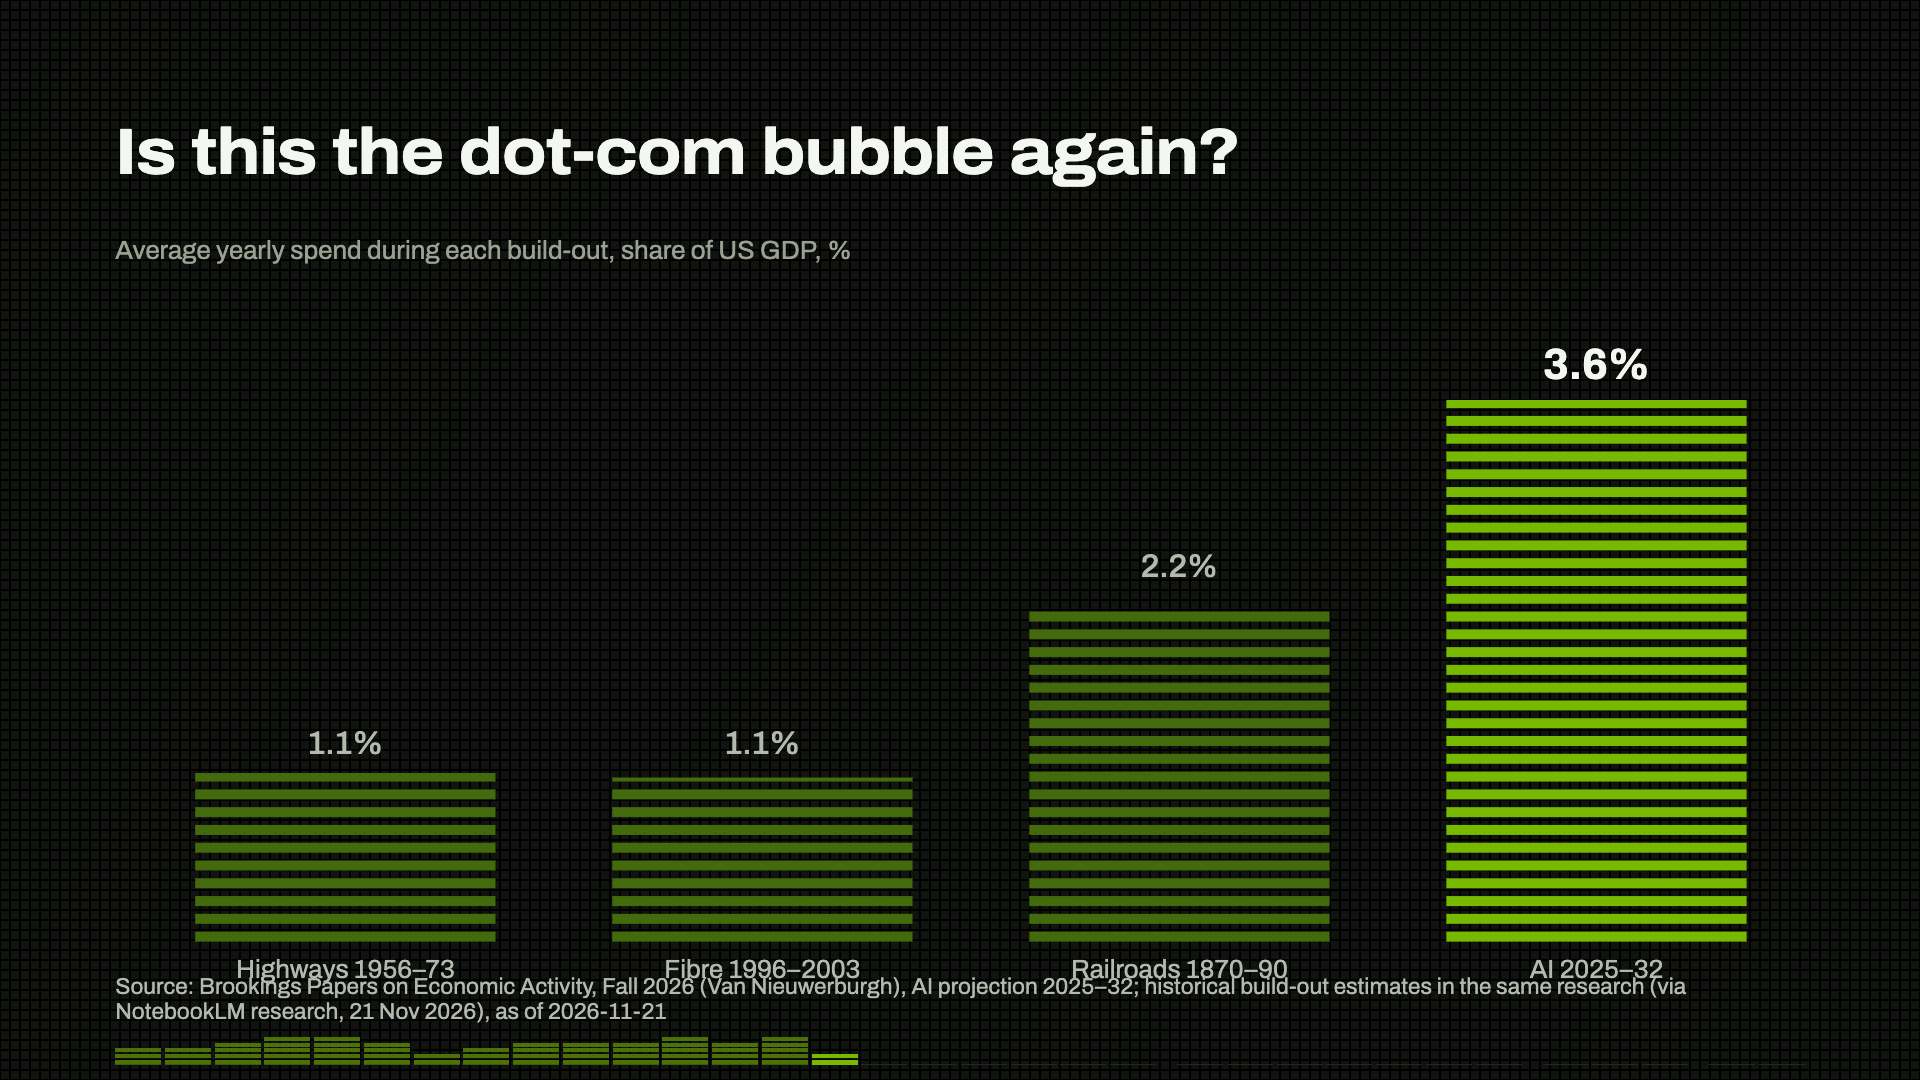 Is this the dot-com bubble again?
Average yearly spend during each build-out, share of US GDP, %
3.6%
2.2%
1.1%
1.1%
Highways 1956–73
Fibre 1996–2003
Railroads 1870–90
AI 2025–32
Source: Brookings Papers on Economic Activity, Fall 2026 (Van Nieuwerburgh), AI projection 2025–32; historical build-out estimates in the same research (via
NotebookLM research, 21 Nov 2026), as of 2026-11-21